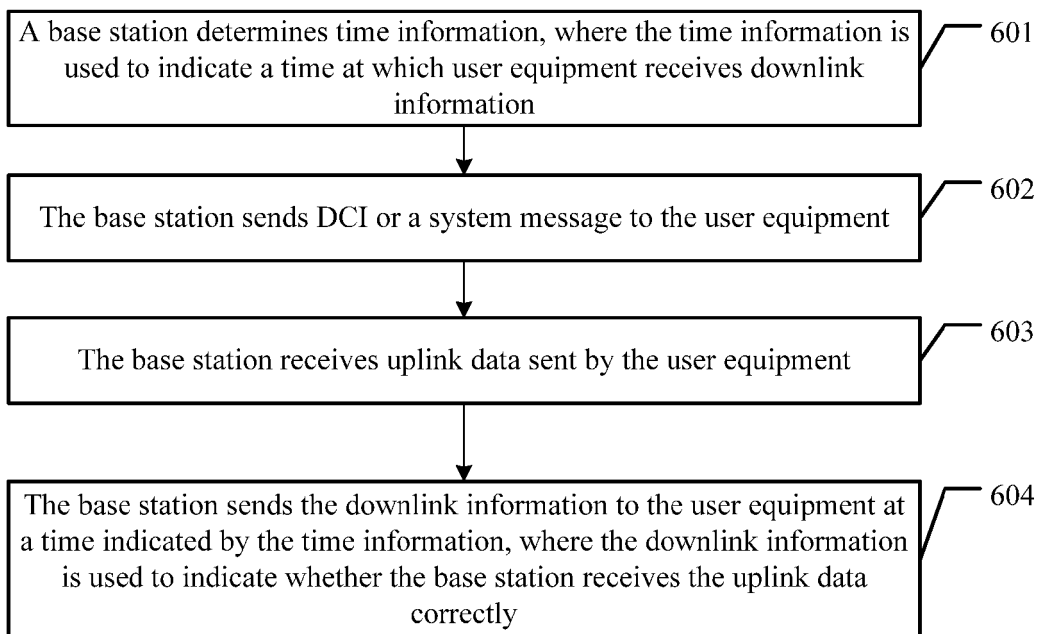 A base station determines time information, where the time information is
used to indicate a time at which user equipment receives downlink
information
601
The base station sends DCI or a system message to the user equipment
602
The base station receives uplink data sent by the user equipment
603
The base station sends the downlink information to the user equipment at
a time indicated by the time information, where the downlink information
is used to indicate whether the base station receives the uplink data
correctly
604